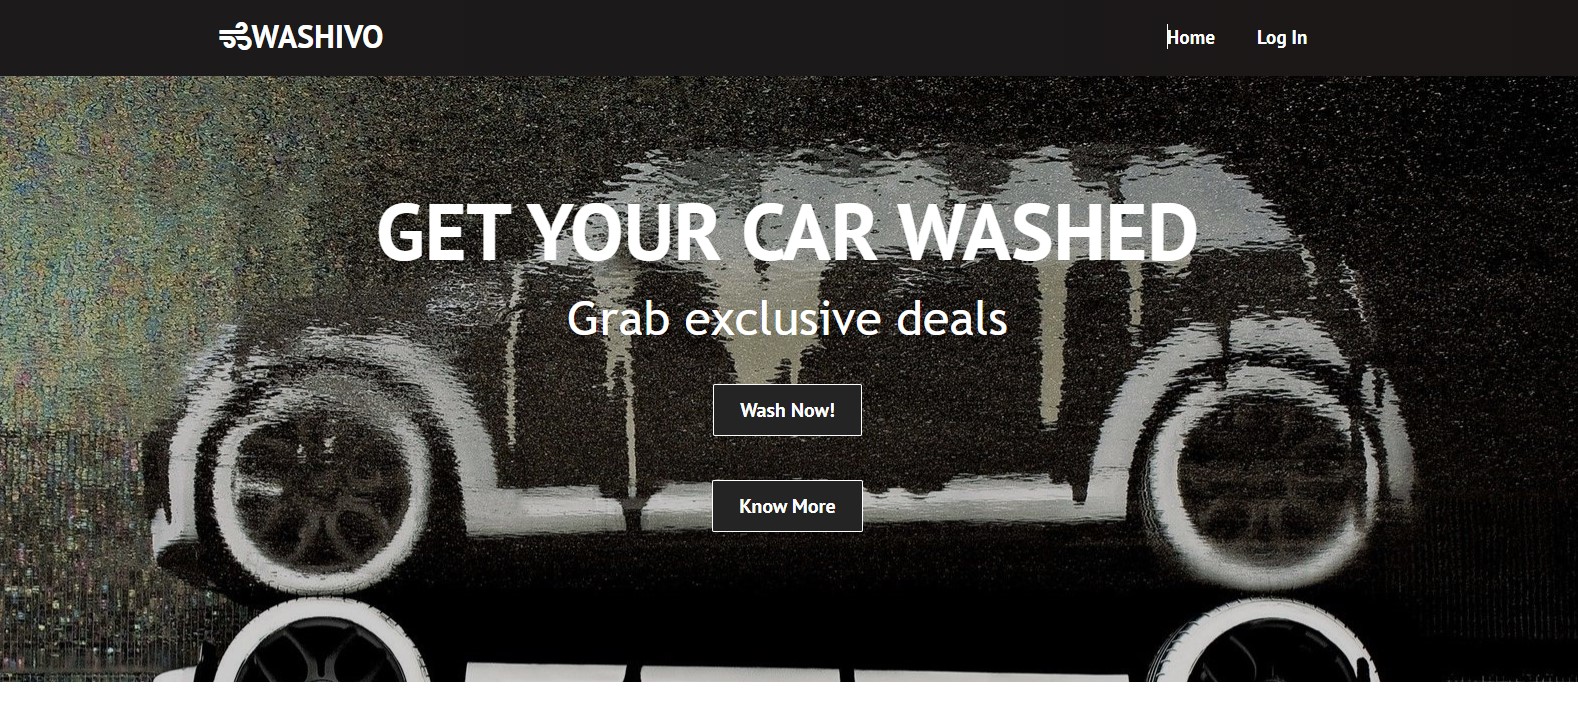 WASHIVO
Home
Log In
GET YOUR CAR WASHED
Grab exclusive deals
Wash Now!
Know More